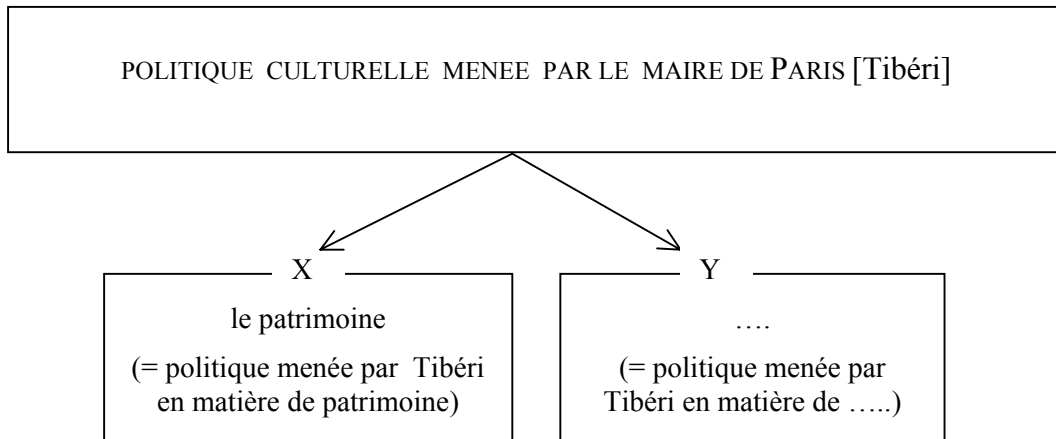 POLITIQUE CULTURELLE MENEE PAR LE MAIRE DE PARIS [Tibéri]
X
le patrimoine
(= politique menée par Tibéri
en matière de patrimoine)
Y
….
(= politique menée par
Tibéri en matière de …..)